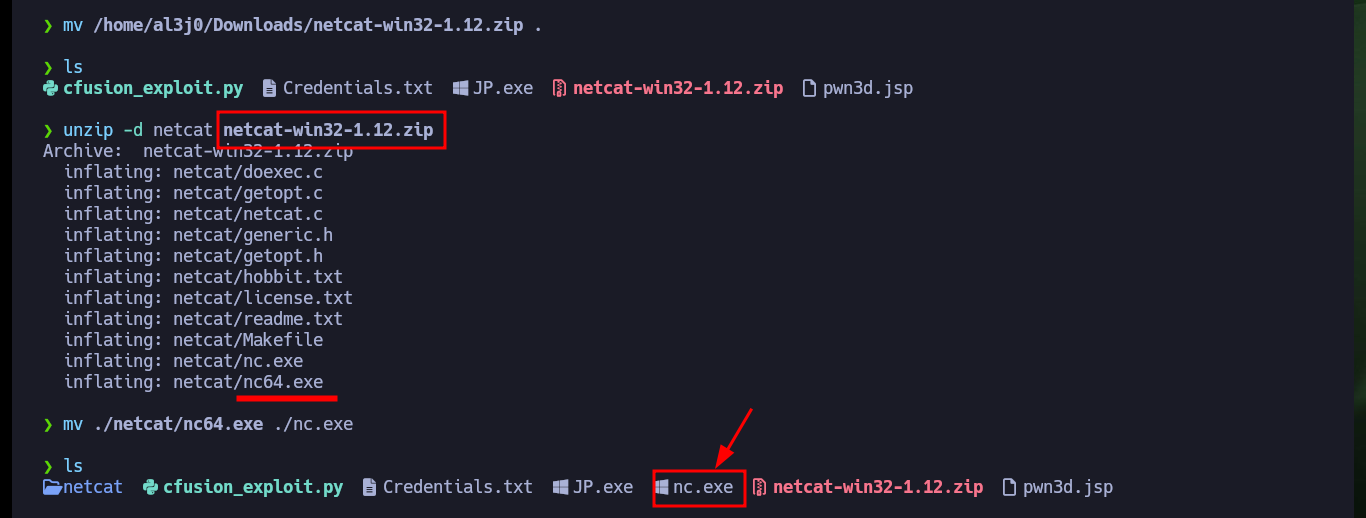 ❯ mv /home/al3j0/Downloads/netcat-win32-1.12.zip .
❯ ls
cfusion_exploit.py Credentials.txt JP.exe netcat-win32-1.12.zip pwn3d.jsp
❯ unzip -d netcat netcat-win32-1.12.zip
Archive:  netcat-win32-1.12.zip
  inflating: netcat/doexec.c
  inflating: netcat/getopt.c
  inflating: netcat/netcat.c
  inflating: netcat/generic.h
  inflating: netcat/getopt.h
  inflating: netcat/hobbit.txt
  inflating: netcat/license.txt
  inflating: netcat/readme.txt
  inflating: netcat/Makefile
  inflating: netcat/nc.exe
  inflating: netcat/nc64.exe
❯ mv ./netcat/nc64.exe ./nc.exe
❯ ls
netcat cfusion_exploit.py Credentials.txt JP.exe nc.exe netcat-win32-1.12.zip pwn3d.jsp